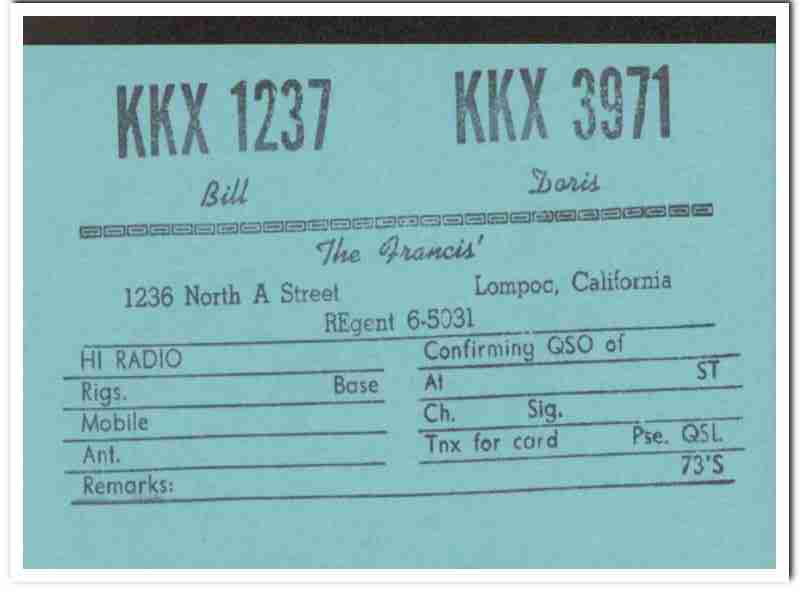 KKX 1237 KKX 3971
Bill Doris
The Francis'
1236 North A Street Lompoc, California
REgent 6-5031
HI RADIO
Rigs. Base
Mobile
Ant.
Remarks:
Confirming QSO of
At ST
Ch. Sig.
Tnx for card Pse. QSL
73'S